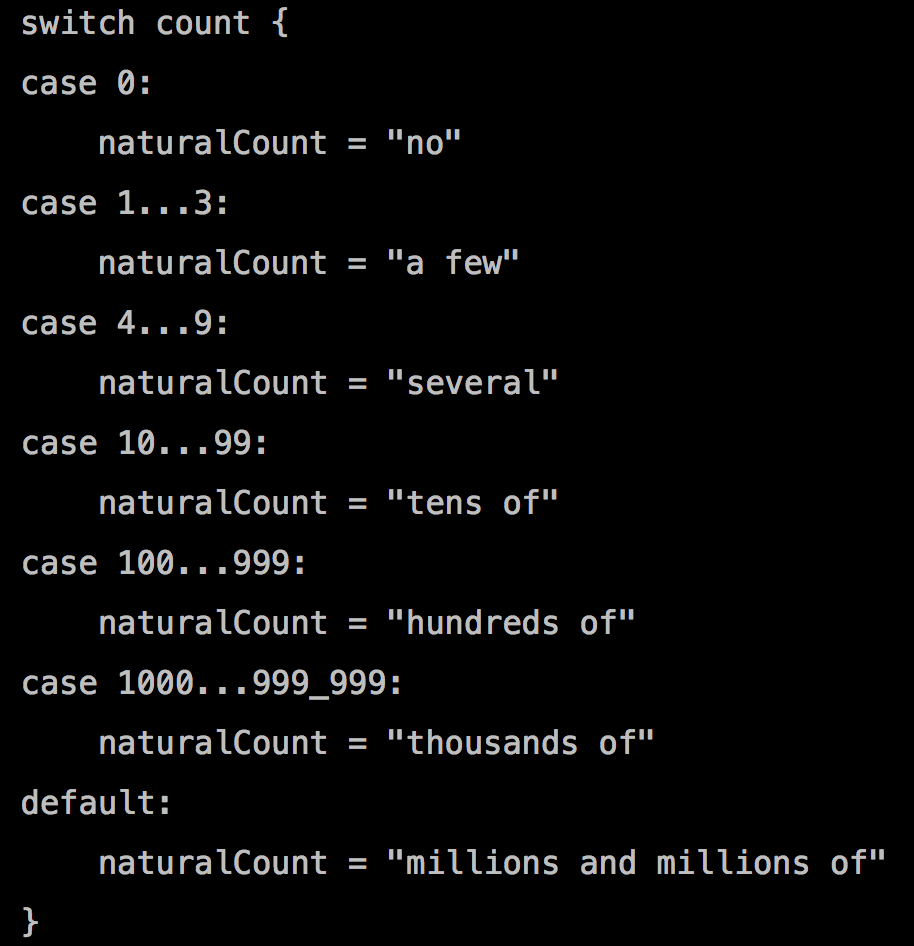 switch count {
case 0:
    naturalCount = "no"
case 1...3:
    naturalCount = "a few"
case 4...9:
    naturalCount = "several"
case 10...99:
    naturalCount = "tens of"
case 100...999:
    naturalCount = "hundreds of"
case 1000...999_999:
    naturalCount = "thousands of"
default:
    naturalCount = "millions and millions of"
}